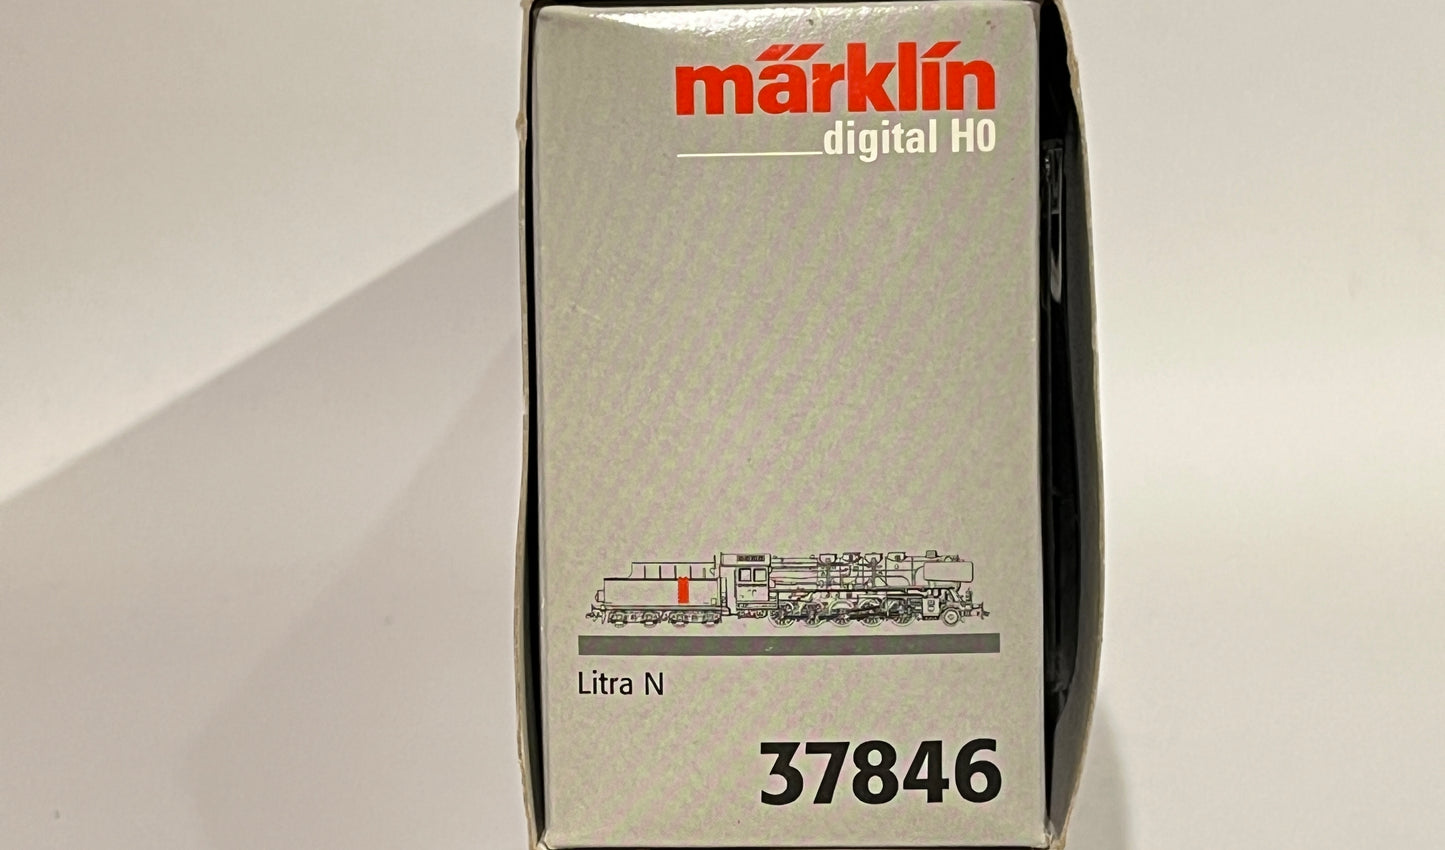 märklin
digital H0
Litra N
37846